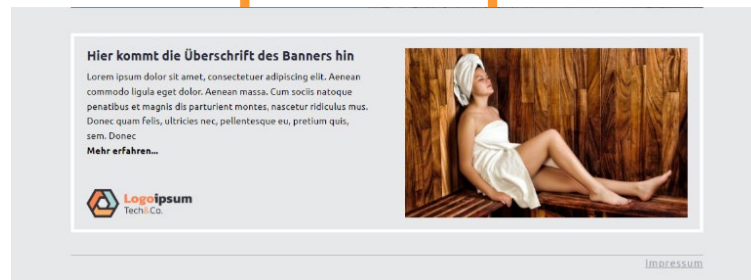 Hier kommt die Überschrift des Banners hin
Lorem ipsum dolor sit amet, consectetuer adipiscing elit. Aenean
commodo ligula eget dolor. Aenean massa. Cum sociis natoque
penatibus et magnis dis parturient montes, nascetur ridiculus mus.
Donec quam felis, ultricies nec, pellentesque eu, pretium quis,
sem. Donec
Mehr erfahren...
Logoipsum
Tech&Co.
Impressum